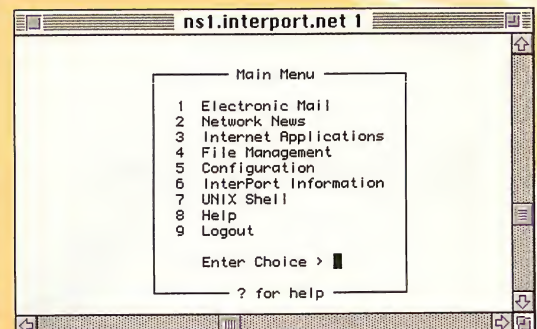 ns1.interport.net 1
Main Menu
1 Electronic Mail
2 Network News
3 Internet Applications
4 File Management
5 Configuration
6 InterPort Information
7 UNIX Shell
8 Help
9 Logout
Enter Choice >
? for help